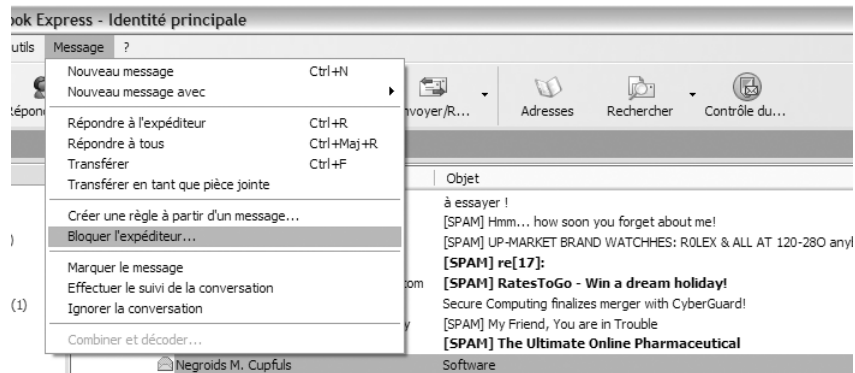 ook Express - Identité principale
utils Message ?
Nouveau message Ctrl+N
Nouveau message avec
Répondre à l'expéditeur Ctrl+R
Répondre à tous Ctrl+Maj+R
Transférer Ctrl+F
Transférer en tant que pièce jointe
Créer une règle à partir d'un message...
Bloquer l'expéditeur...
Marquer le message
Effectuer le suivi de la conversation
Ignorer la conversation
Combiner et décoder...
Répon
nvoyer/R... Adresses Rechercher Contrôle du...
Objet
à essayer !
[SPAM] Hmm... how soon you forget about me!
[SPAM] UP-MARKET BRAND WATCHHES: R0LEX & ALL AT 120-28O anyl
[SPAM] re[17]:
com [SPAM] RatesToGo - Win a dream holiday!
(1) Secure Computing finalizes merger with CyberGuard!
y [SPAM] My Friend, You are in Trouble
[SPAM] The Ultimate Online Pharmaceutical
Negroids M. Cupfuls Software